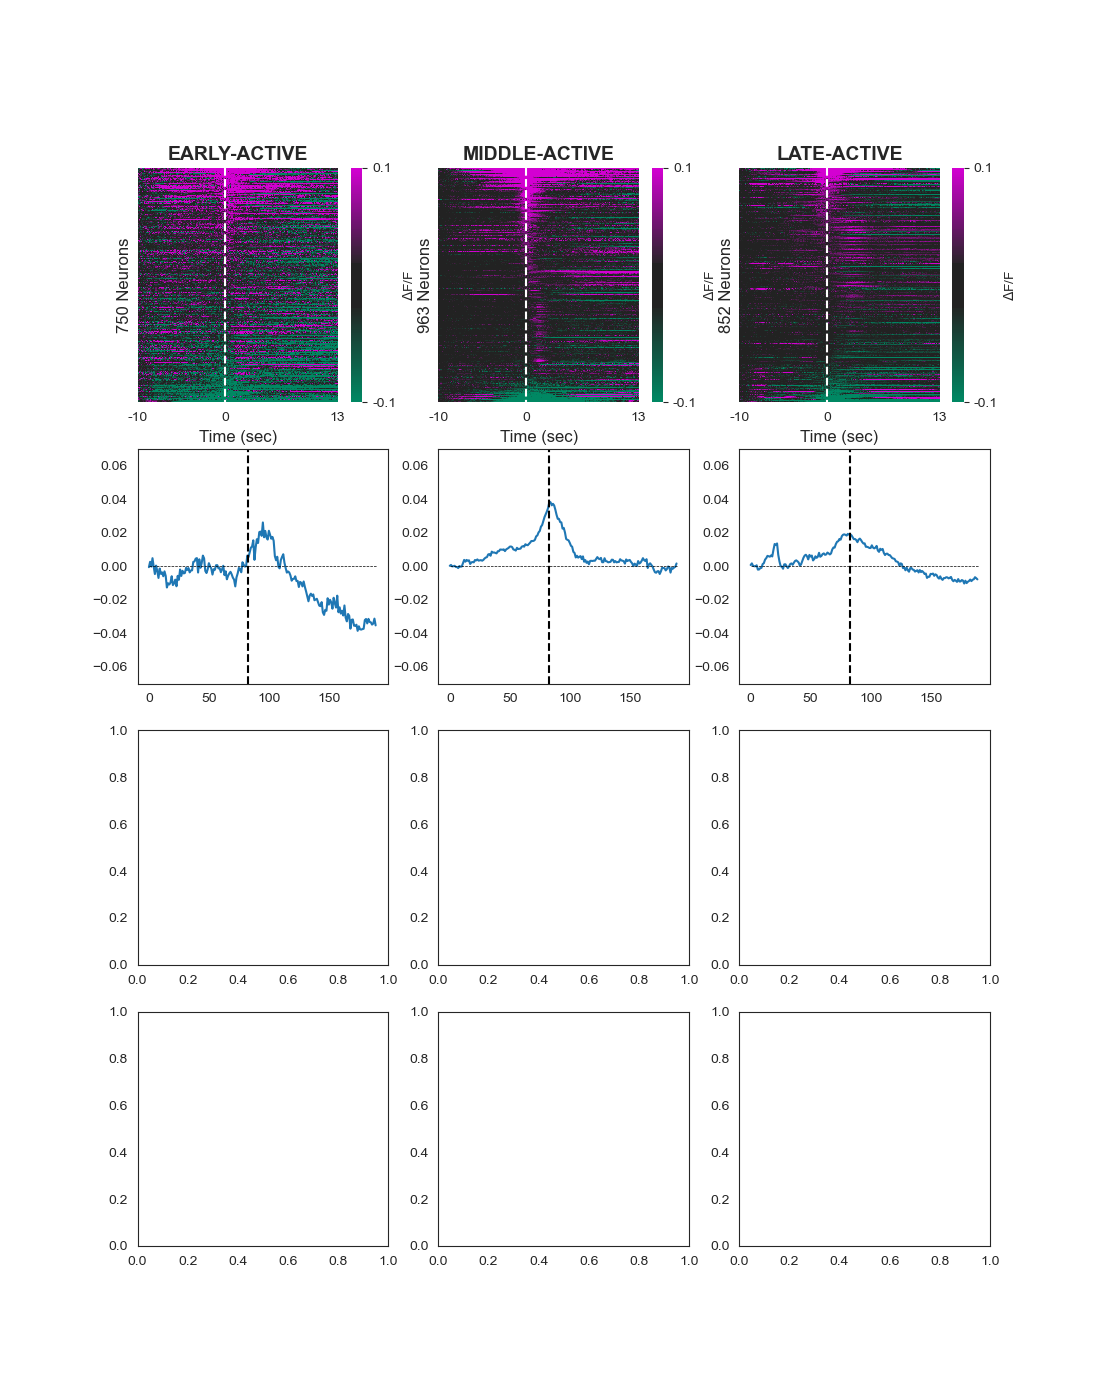 EARLY-ACTIVE MIDDLE-ACTIVE LATE-ACTIVE
0.1 0.1 0.1
750 Neurons ΔF/F 963 Neurons ΔF/F 852 Neurons ΔF/F
-0.1 -0.1 -0.1
-10 0 13 -10 0 13 -10 0 13
Time (sec) Time (sec) Time (sec)
0.06 0.06 0.06
0.04 0.04 0.04
0.02 0.02 0.02
0.00 0.00 0.00
−0.02 −0.02 −0.02
−0.04 −0.04 −0.04
−0.06 −0.06 −0.06
0 50 100 150 0 50 100 150 0 50 100 150
1.0 1.0 1.0
0.8 0.8 0.8
0.6 0.6 0.6
0.4 0.4 0.4
0.2 0.2 0.2
0.0 0.0 0.0
0.0 0.2 0.4 0.6 0.8 1.0 0.0 0.2 0.4 0.6 0.8 1.0 0.0 0.2 0.4 0.6 0.8 1.0
1.0 1.0 1.0
0.8 0.8 0.8
0.6 0.6 0.6
0.4 0.4 0.4
0.2 0.2 0.2
0.0 0.0 0.0
0.0 0.2 0.4 0.6 0.8 1.0 0.0 0.2 0.4 0.6 0.8 1.0 0.0 0.2 0.4 0.6 0.8 1.0